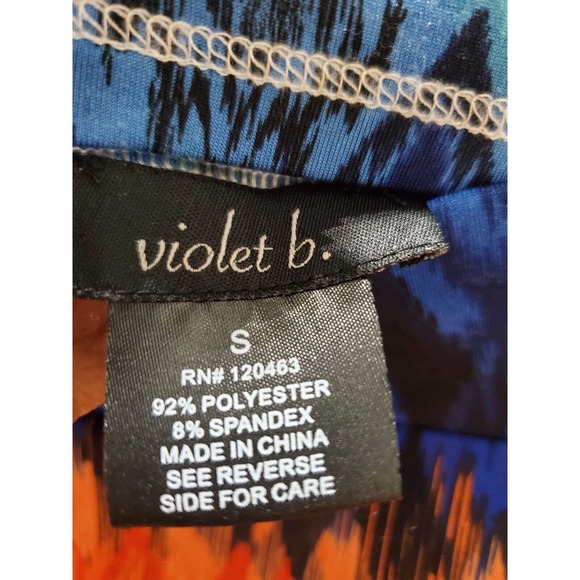 violet b.
S
RN# 120463
92% POLYESTER
8% SPANDEX
MADE IN CHINA
SEE REVERSE
SIDE FOR CARE